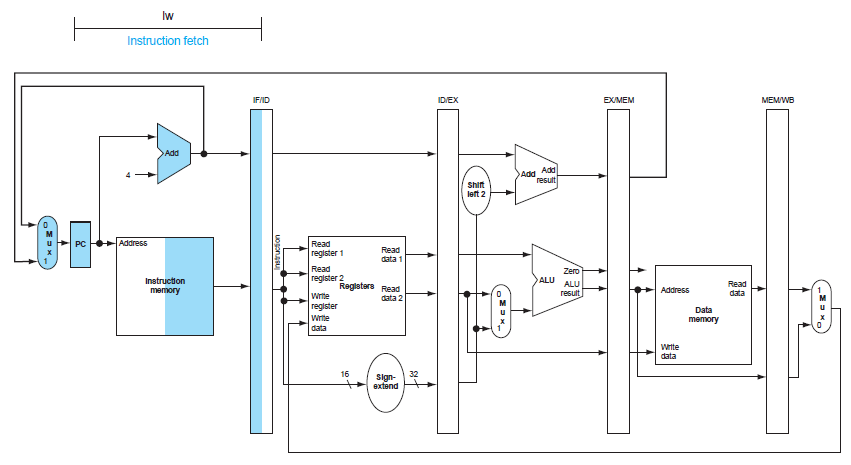 lw
Instruction fetch
IF/ID
ID/EX
EX/MEM
MEM/WB
Add
4
Add
Add
result
Shift
left 2
0
M
u
x
1
PC
Address
Instruction
memory
Instruction
Read
register 1
Read
register 2
Write
register
Write
data
Registers
Read
data 1
Read
data 2
16
Sign-
extend
32
0
M
u
x
1
ALU
Zero
ALU
result
Address
Write
data
Data
memory
Read
data
1
M
u
x
0